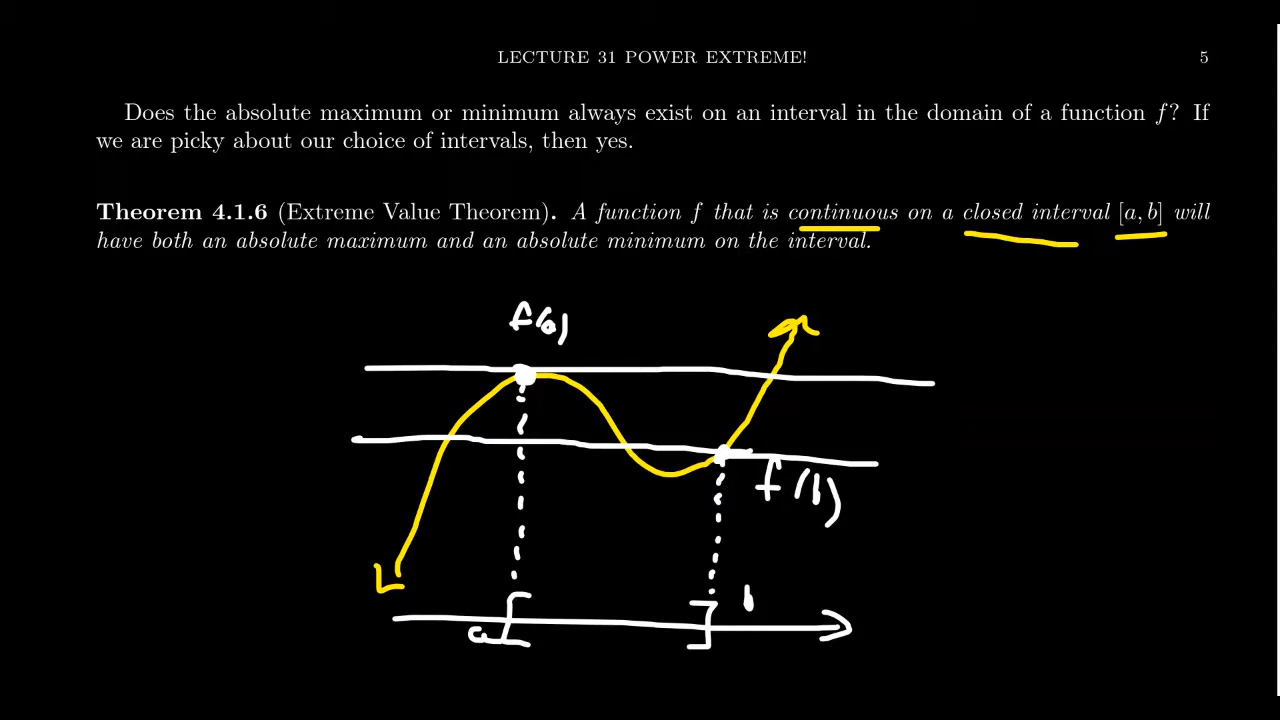 LECTURE 31 POWER EXTREME! 5
Does the absolute maximum or minimum always exist on an interval in the domain of a function f? If
we are picky about our choice of intervals, then yes.
Theorem 4.1.6 (Extreme Value Theorem). A function f that is continuous on a closed interval [a, b] will
have both an absolute maximum and an absolute minimum on the interval.
f(a)
f(b)
b
a